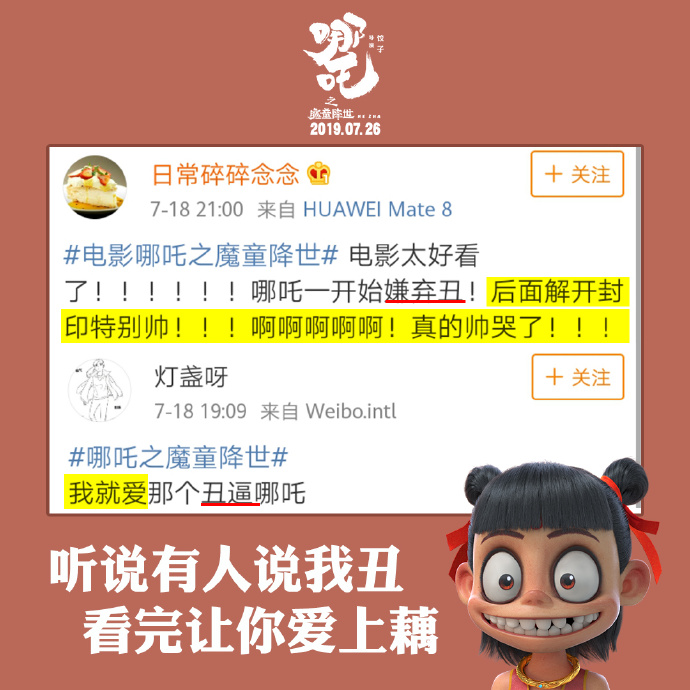 哪吒
导演 饺子
之
魔童降世 NE ZHA
2019.07.26
日常碎碎念念
+ 关注
7-18 21:00 来自 HUAWEI Mate 8
#电影哪吒之魔童降世# 电影太好看
了！！！！！！哪吒一开始嫌弃丑！后面解开封
印特别帅！！！啊啊啊啊啊！真的帅哭了！！！
灯盏呀
+ 关注
7-18 19:09 来自 Weibo.intl
#哪吒之魔童降世#
我就爱那个丑逼哪吒
听说有人说我丑
看完让你爱上藕